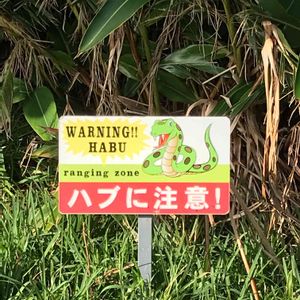 WARNING!!
HABU
ranging zone
ハブに注意!